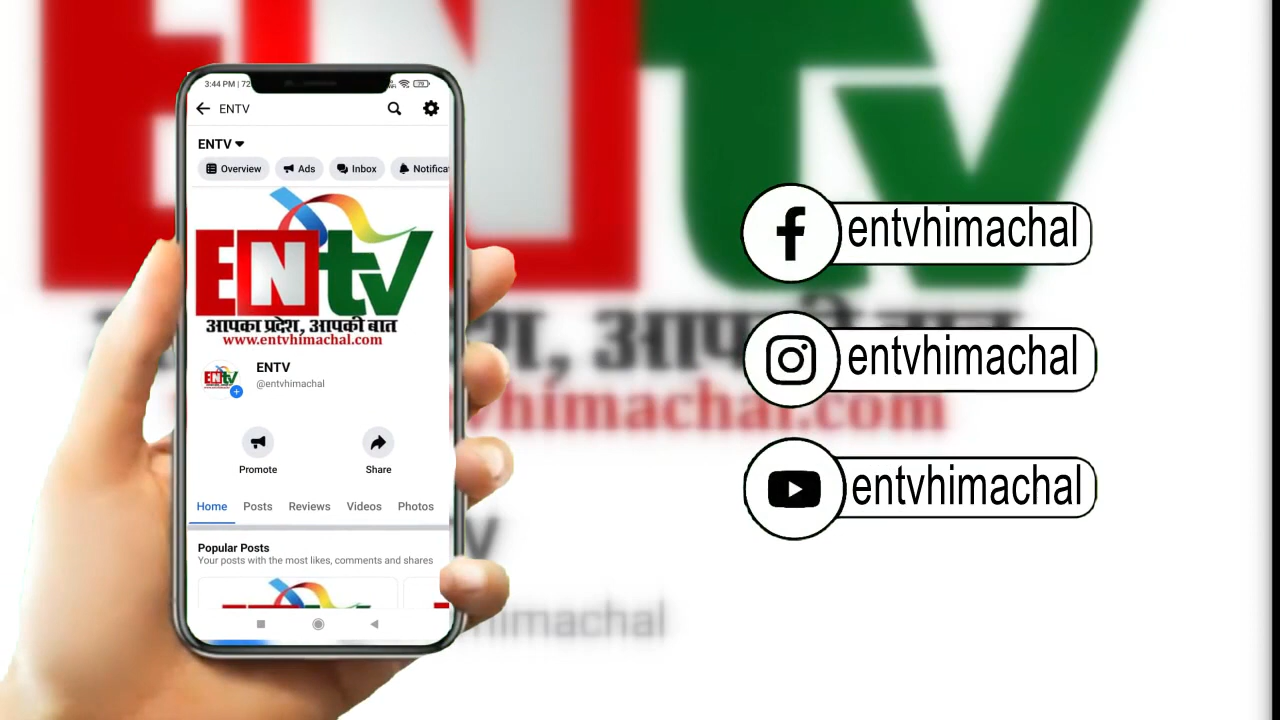 3:44 PM | 72
79
ENTV
ENTV
Overview
Ads
Inbox
Notifica
ENtv
आपका प्रदेश, आपकी बात
www.entvhimachal.com
ENTV
@entvhimachal
Promote
Share
Home
Posts
Reviews
Videos
Photos
Popular Posts
Your posts with the most likes, comments and shares
entvhimachal
entvhimachal
entvhimachal